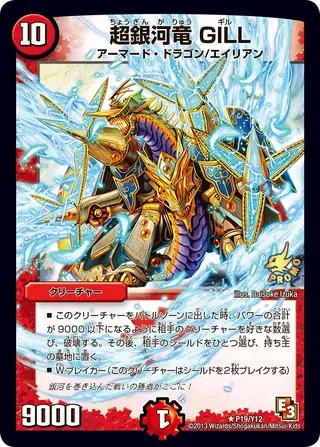 10
ちょうぎんがりゅう ギル
超銀河竜 GILL
アーマード・ドラゴン/エイリアン
PROMO
illus. Daisuke Izuka
クリーチャー
■このクリーチャーをバトルゾーンに出した時、パワーの合計
が9000以下になるように相手のクリーチャーを好きな数選
び、破壊する。その後、相手のシールドをひとつ選び、持ち主
の墓地に置く。
■W・ブレイカー(このクリーチャーはシールドを2枚ブレイクする)
銀河を巻き込んだ戦いの勝者がここに!
9000
1
E3
★P19/Y12
©2013 Wizards/Shogakukan/Mitsui-Kids